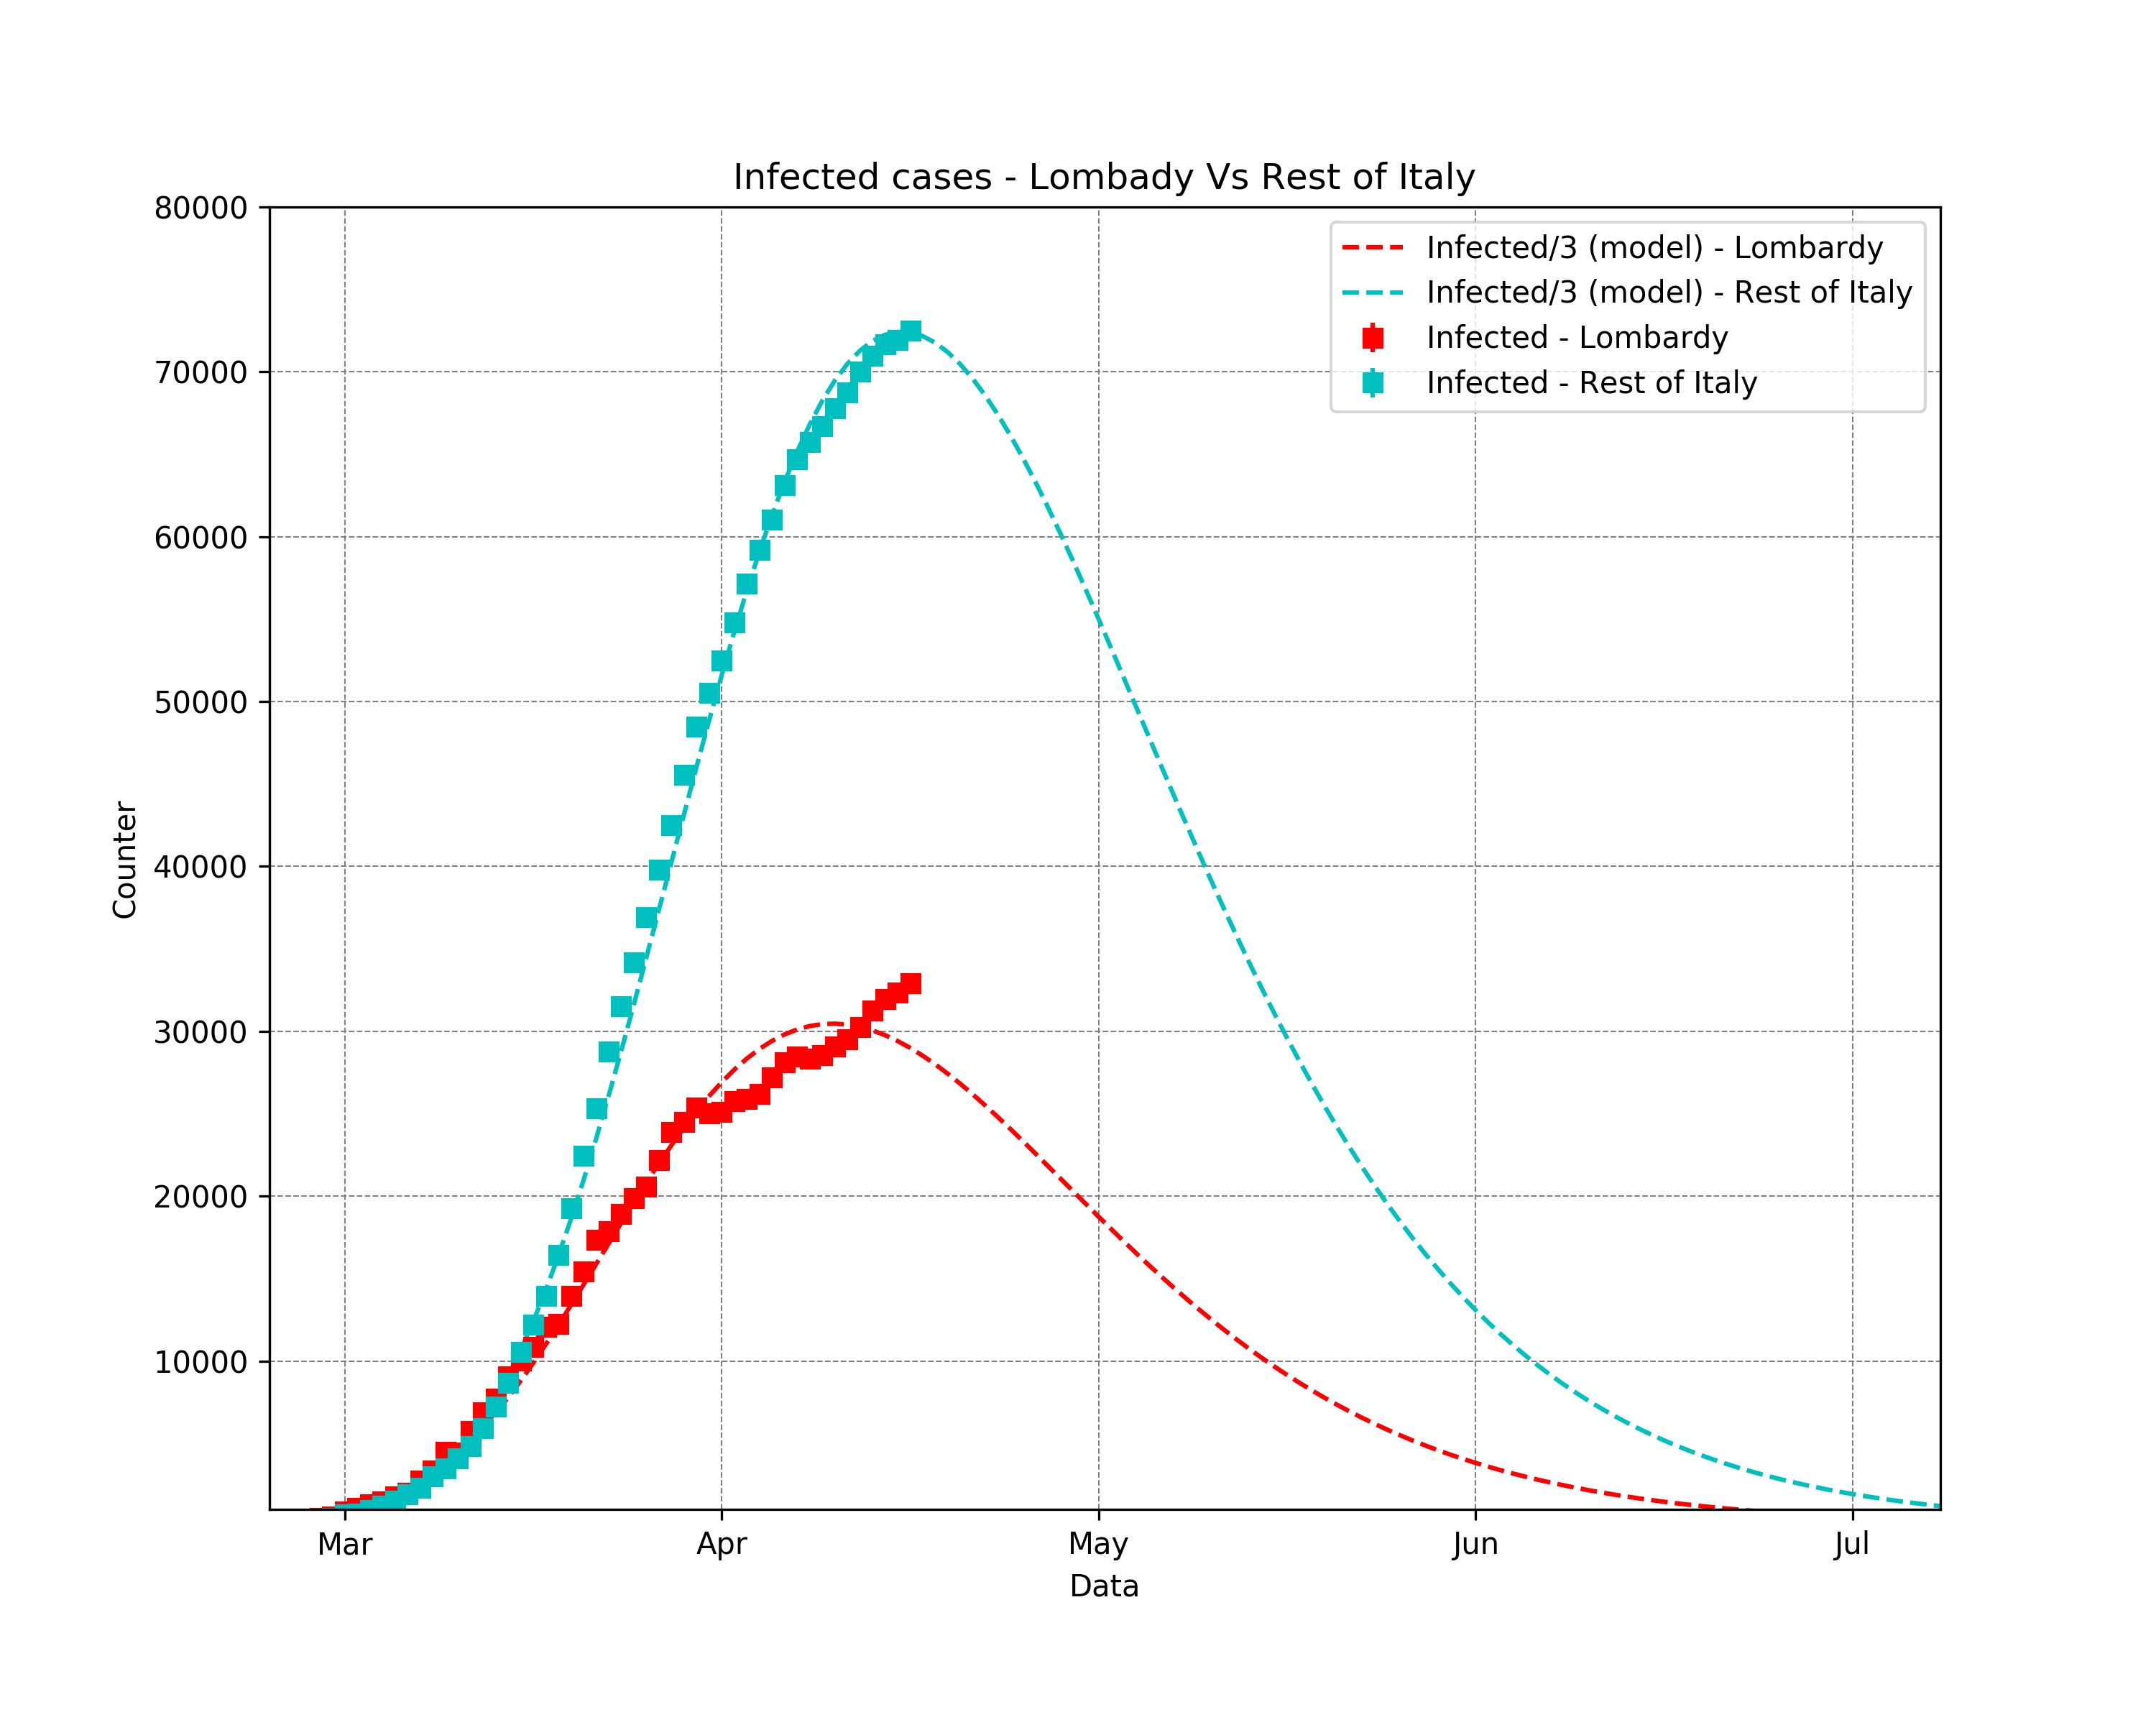 Infected cases - Lombady Vs Rest of Italy
80000
70000
60000
50000
40000
30000
20000
10000
Counter
Infected/3 (model) - Lombardy
Infected/3 (model) - Rest of Italy
Infected - Lombardy
Infected - Rest of Italy
Mar Apr May Jun Jul
Data